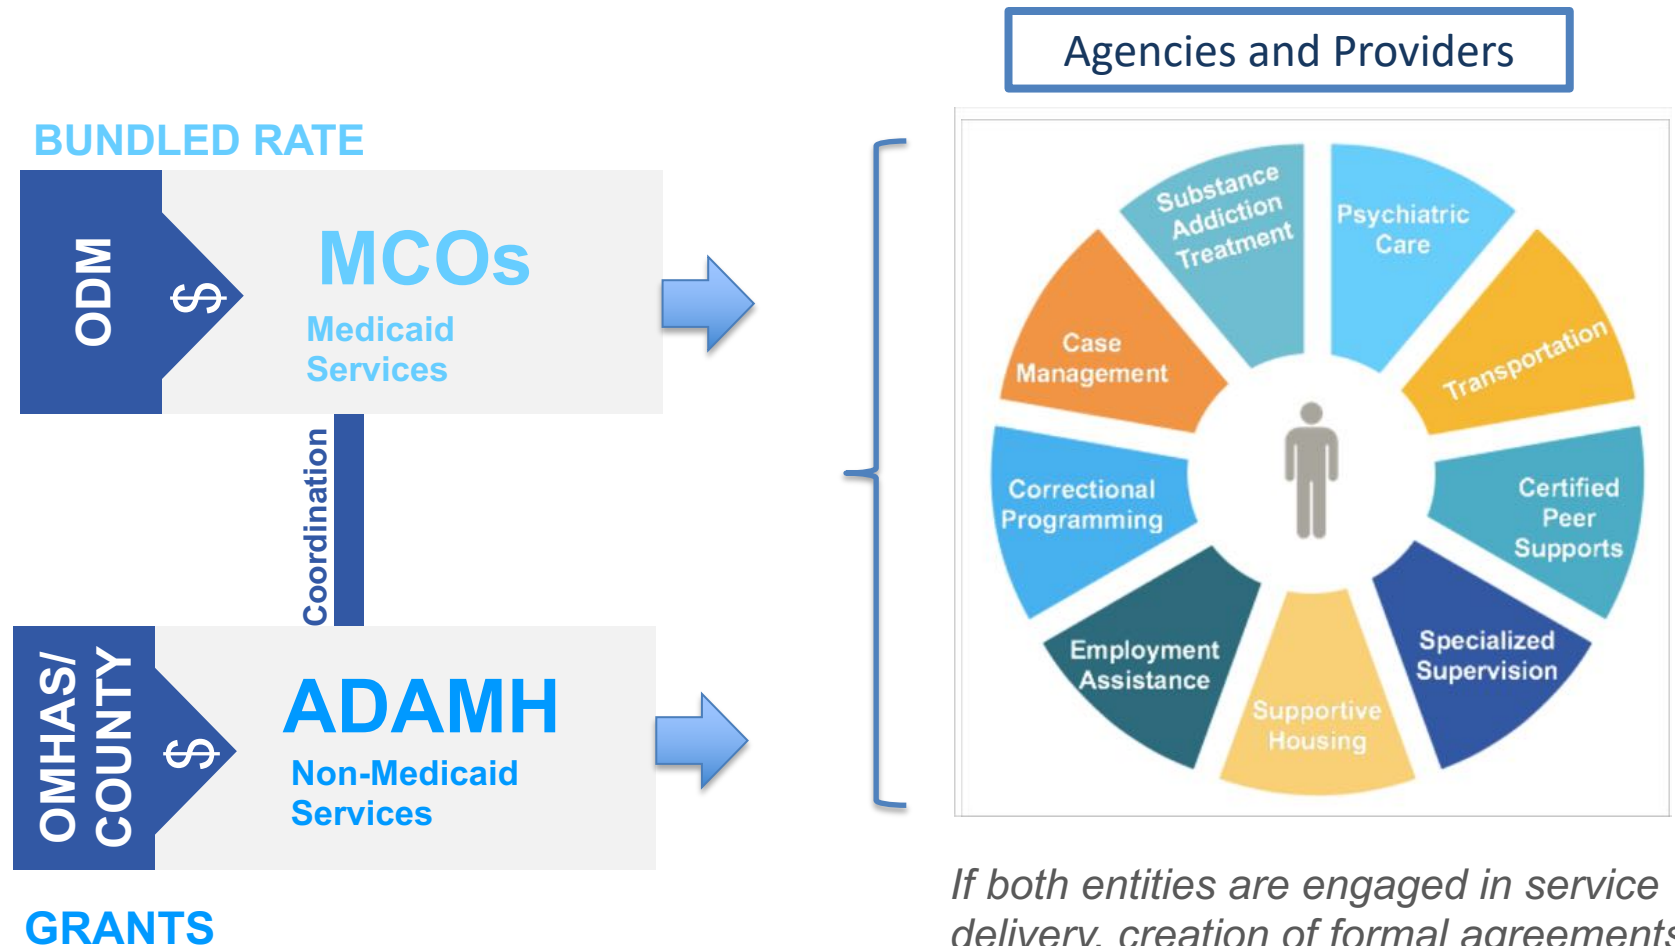 Agencies and Providers
BUNDLED RATE
ODM
$
MCOs
Medicaid
Services
Coordination
OMHAS/
COUNTY
$
ADAMH
Non-Medicaid
Services
GRANTS
Substance
Addiction
Treatment
Psychiatric
Care
Transportation
Certified
Peer
Supports
Specialized
Supervision
Supportive
Housing
Employment
Assistance
Correctional
Programming
Case
Management
If both entities are engaged in service
delivery, creation of formal agreements